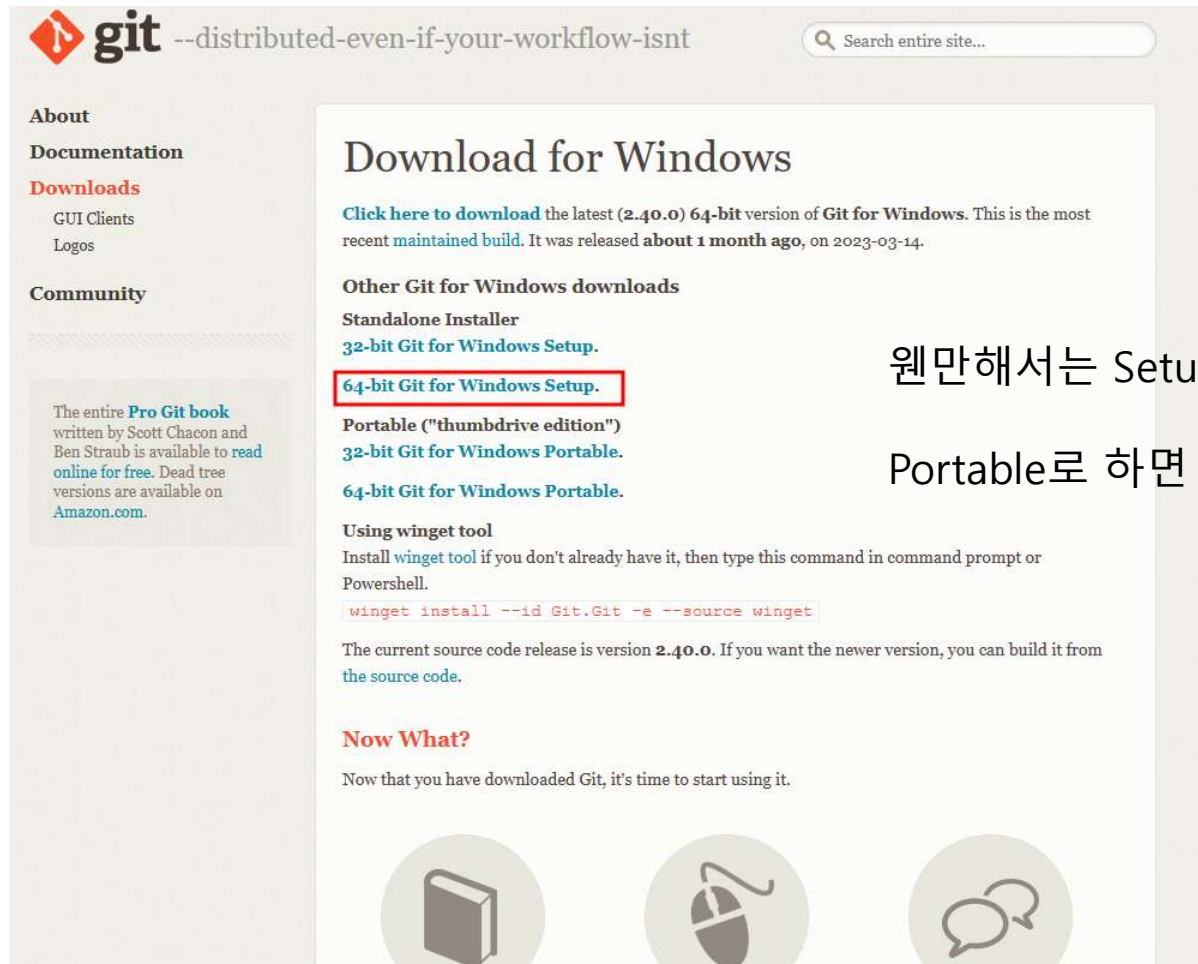 git --distributed-even-if-your-workflow-isnt
Search entire site...
About
Documentation
Downloads
GUI Clients
Logos
Community
The entire Pro Git book
written by Scott Chacon and
Ben Straub is available to read
online for free. Dead tree
versions are available on
Amazon.com.
Download for Windows
Click here to download the latest (2.40.0) 64-bit version of Git for Windows. This is the most
recent maintained build. It was released about 1 month ago, on 2023-03-14.
Other Git for Windows downloads
Standalone Installer
32-bit Git for Windows Setup.
64-bit Git for Windows Setup.
Portable ("thumbdrive edition")
32-bit Git for Windows Portable.
64-bit Git for Windows Portable.
Using winget tool
Install winget tool if you don't already have it, then type this command in command prompt or
Powershell.
winget install --id Git.Git -e --source winget
The current source code release is version 2.40.0. If you want the newer version, you can build it from
the source code.
Now What?
Now that you have downloaded Git, it's time to start using it.
웬만해서는 Setu
Portable로 하면